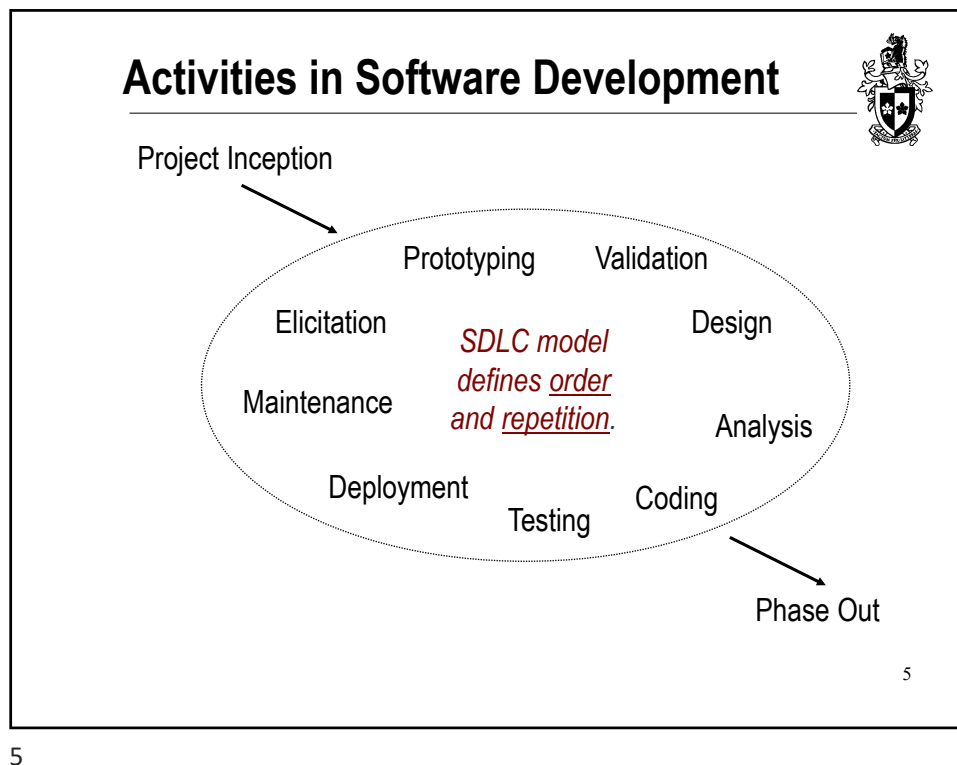 Activities in Software Development
Project Inception
Prototyping
Validation
Elicitation
Design
SDLC model
defines order
and repetition.
Maintenance
Analysis
Deployment
Coding
Testing
Phase Out
5
5